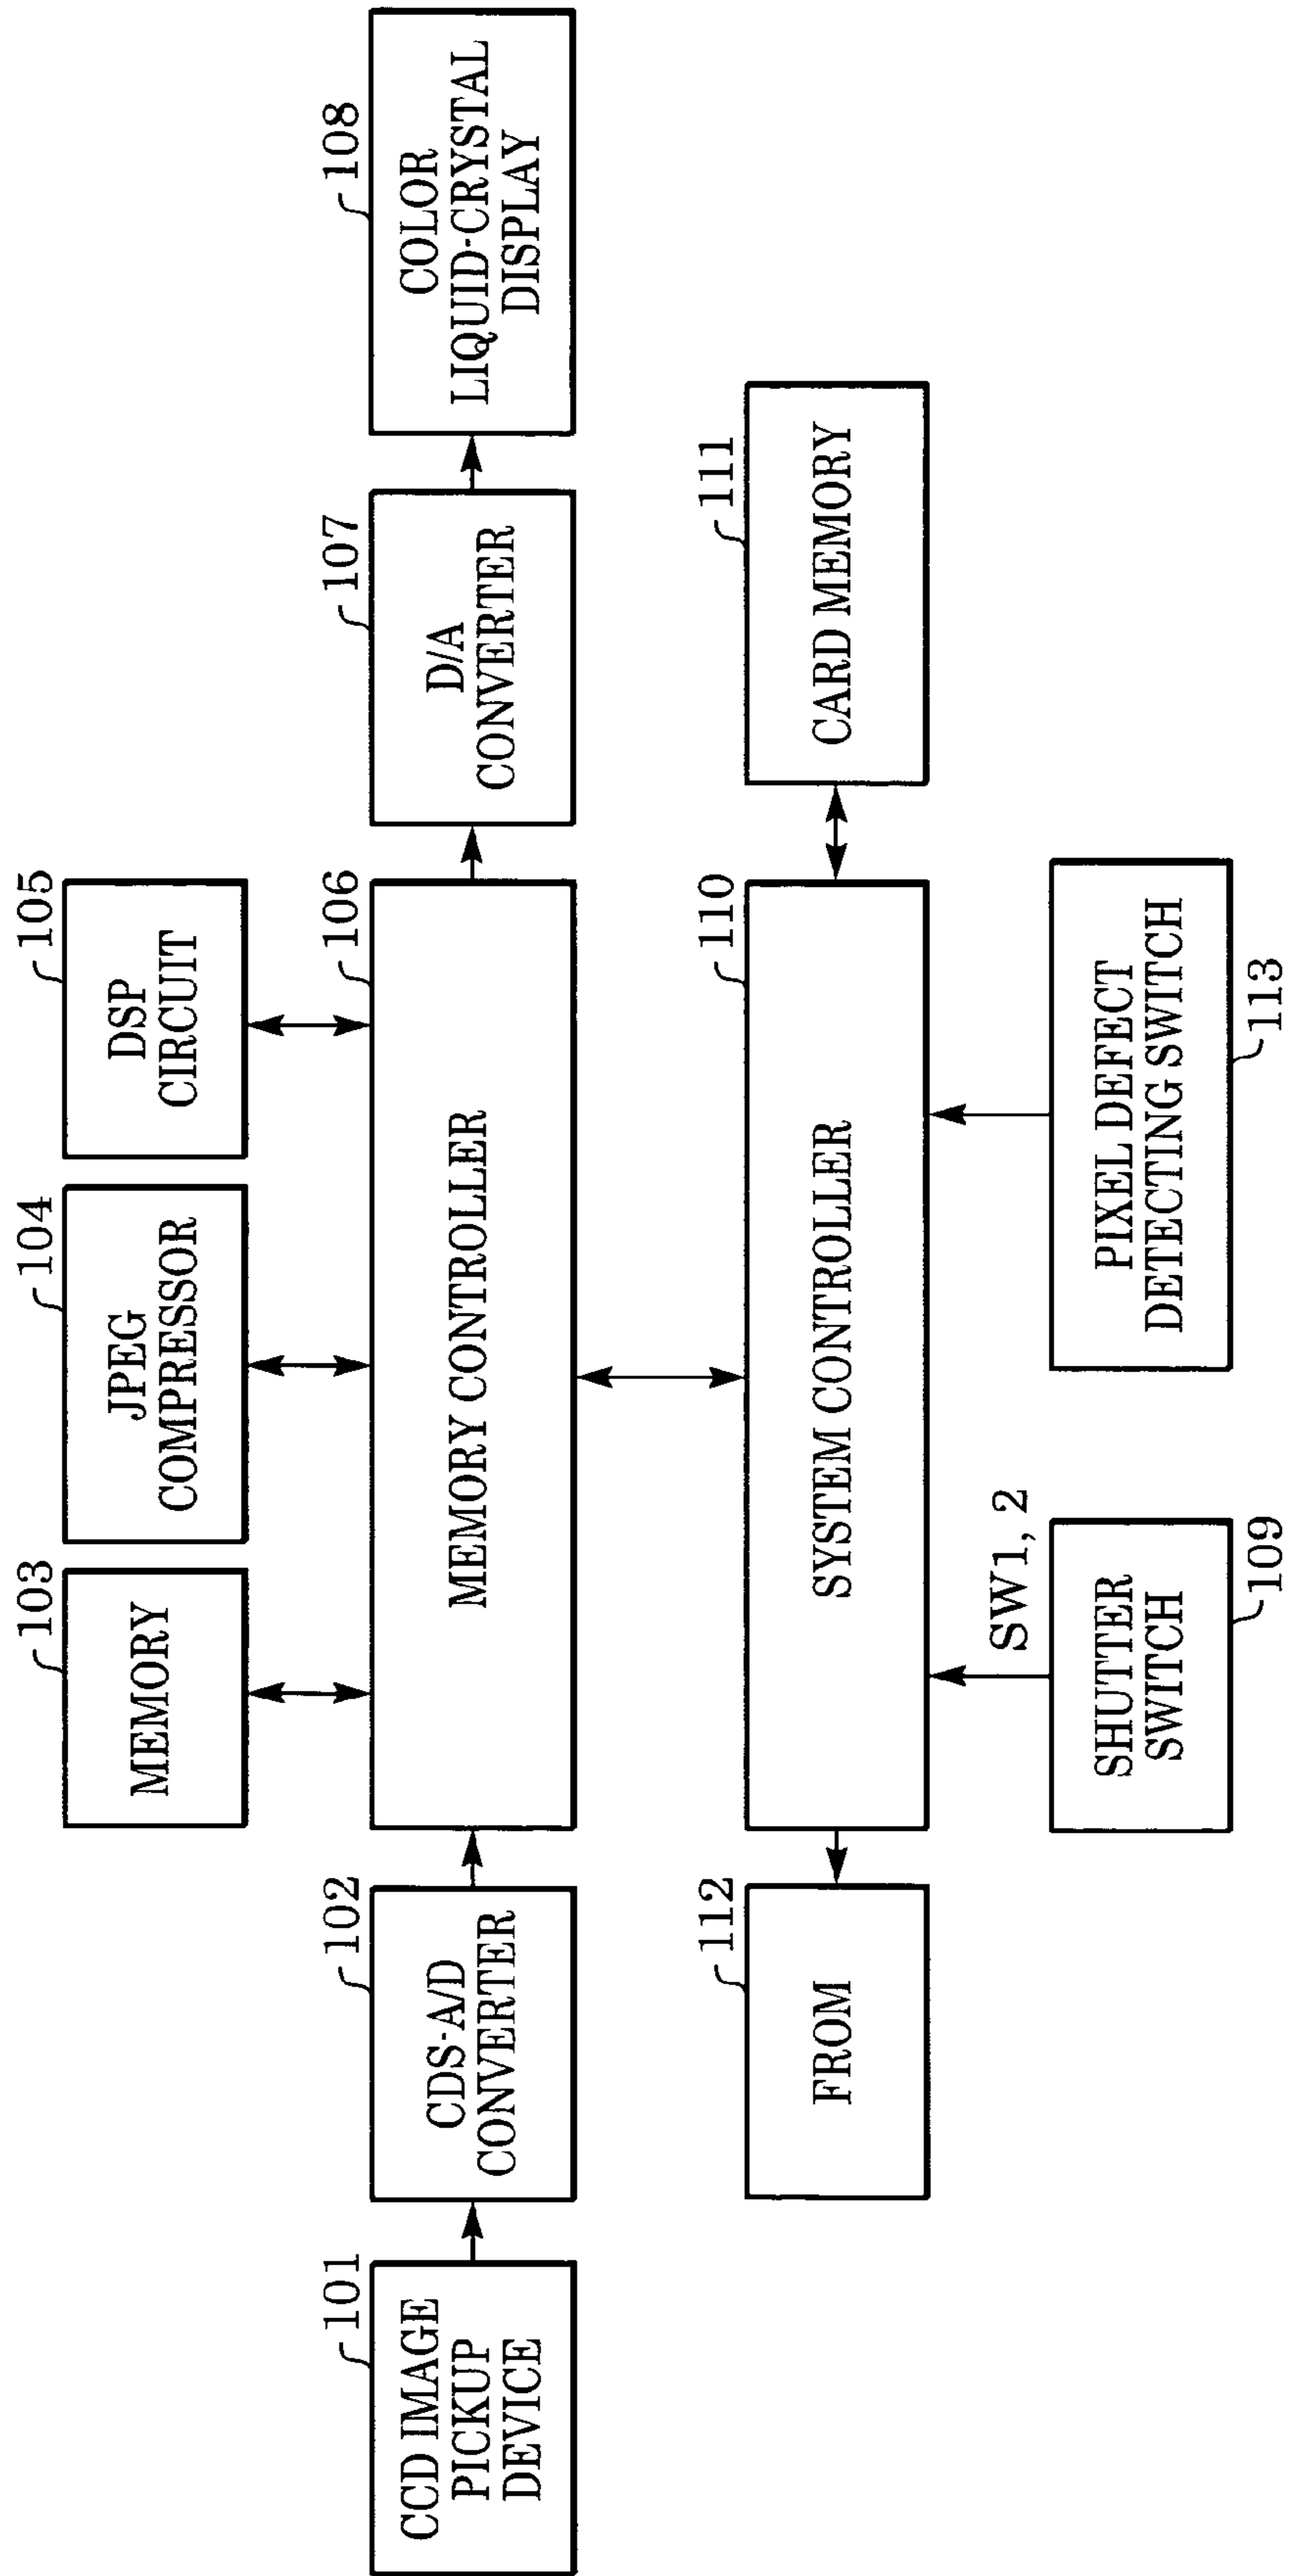 103
MEMORY
104
JPEG
COMPRESSOR
105
DSP
CIRCUIT
101
CCD IMAGE
PICKUP
DEVICE
102
CDS-A/D
CONVERTER
106
MEMORY CONTROLLER
107
D/A
CONVERTER
108
COLOR
LIQUID-CRYSTAL
DISPLAY
112
FROM
110
SYSTEM CONTROLLER
111
CARD MEMORY
SW1, 2
SHUTTER
SWITCH
109
PIXEL DEFECT
DETECTING SWITCH
113